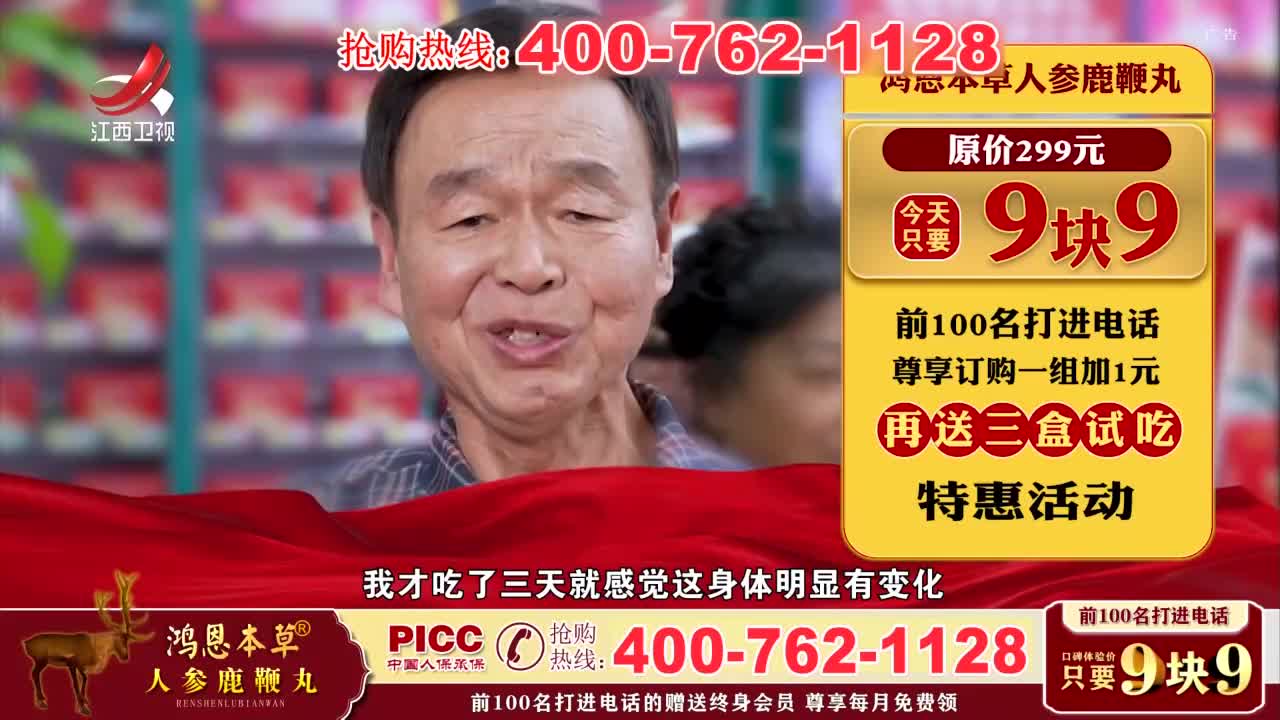 抢购热线:400-762-1128
广告
江西卫视
鸿恩本草人参鹿鞭丸
原价299元
今天只要 9块9
前100名打进电话
尊享订购一组加1元
再送三盒试吃
特惠活动
我才吃了三天就感觉这身体明显有变化
鸿恩本草®
人参鹿鞭丸
RENSHENLUBIANWAN
PICC
中国人保承保
抢购热线:400-762-1128
前100名打进电话的赠送终身会员 尊享每月免费领
前100名打进电话
口碑体验价
只要9块9